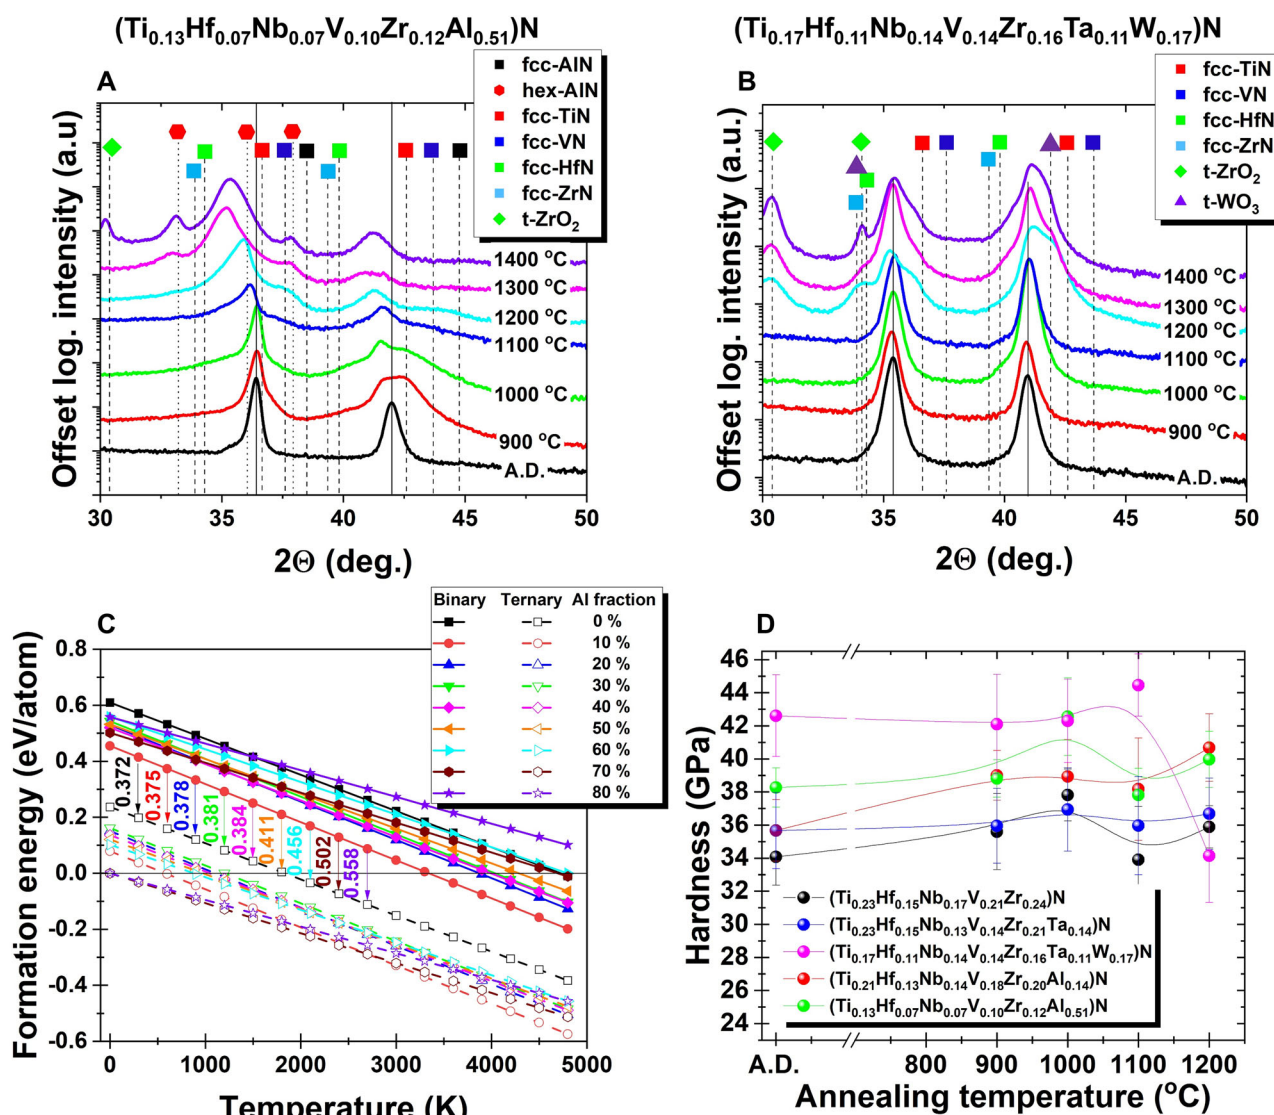 (Ti0.13Hf0.07Nb0.07V0.10Zr0.12Al0.51)N
A
fcc-AlN
hex-AlN
fcc-TiN
fcc-VN
fcc-HfN
fcc-ZrN
t-ZrO2
1400 °C
1300 °C
1200 °C
1100 °C
1000 °C
900 °C
A.D.
Offset log. intensity (a.u)
30 35 40 45 50
2Θ (deg.)
(Ti0.17Hf0.11Nb0.14V0.14Zr0.16Ta0.11W0.17)N
B
fcc-TiN
fcc-VN
fcc-HfN
fcc-ZrN
t-ZrO2
t-WO3
1400 °C
1300 °C
1200 °C
1100 °C
1000 °C
900 °C
A.D.
Offset log. intensity (a.u.)
30 35 40 45 50
2Θ (deg.)
C
Binary Ternary Al fraction
0 %
10 %
20 %
30 %
40 %
50 %
60 %
70 %
80 %
Formation energy (eV/atom)
0.8
0.6
0.4
0.2
0.0
-0.2
-0.4
-0.6
0.372
0.375
0.378
0.381
0.384
0.411
0.456
0.502
0.558
0 1000 2000 3000 4000 5000
Temperature (K)
D
Hardness (GPa)
46
44
42
40
38
36
34
32
30
28
26
24
(Ti0.23Hf0.15Nb0.17V0.21Zr0.24)N
(Ti0.23Hf0.15Nb0.13V0.14Zr0.21Ta0.14)N
(Ti0.17Hf0.11Nb0.14V0.14Zr0.16Ta0.11W0.17)N
(Ti0.21Hf0.13Nb0.14V0.18Zr0.20Al0.14)N
(Ti0.13Hf0.07Nb0.07V0.10Zr0.12Al0.51)N
A.D. 800 900 1000 1100 1200
Annealing temperature (°C)